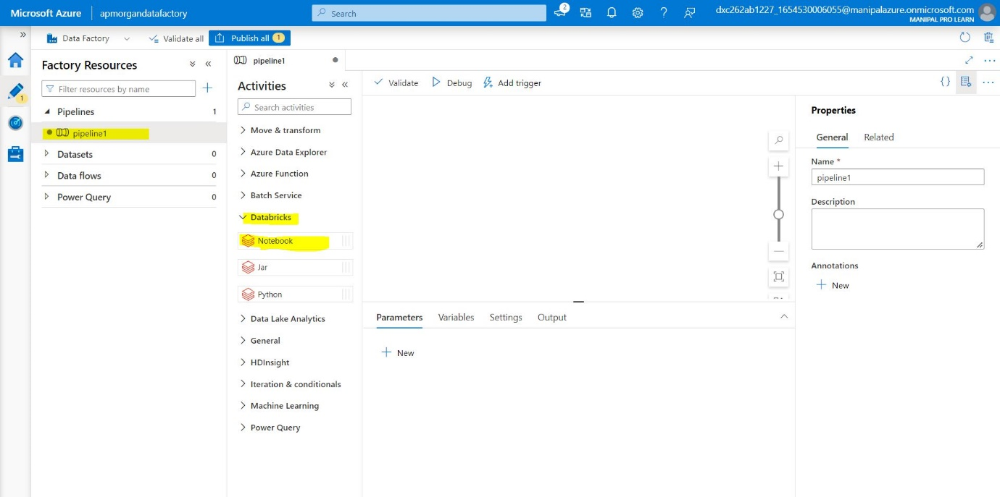 Microsoft Azure
apmorgandatafactory
Search
2
dxc262ab1227_1654530006055@manipalazure.onmicrosoft.com
MANIPAL PRO LEARN
Data Factory
Validate all
Publish all 1
1
Factory Resources
Filter resources by name
Pipelines 1
pipeline1
Datasets 0
Data flows 0
Power Query 0
pipeline1
Activities
Search activities
Move & transform
Azure Data Explorer
Azure Function
Batch Service
Databricks
Notebook
Jar
Python
Data Lake Analytics
General
HDInsight
Iteration & conditionals
Machine Learning
Power Query
Validate Debug Add trigger
Parameters Variables Settings Output
New
Properties
General Related
Name *
pipeline1
Description
Annotations
New